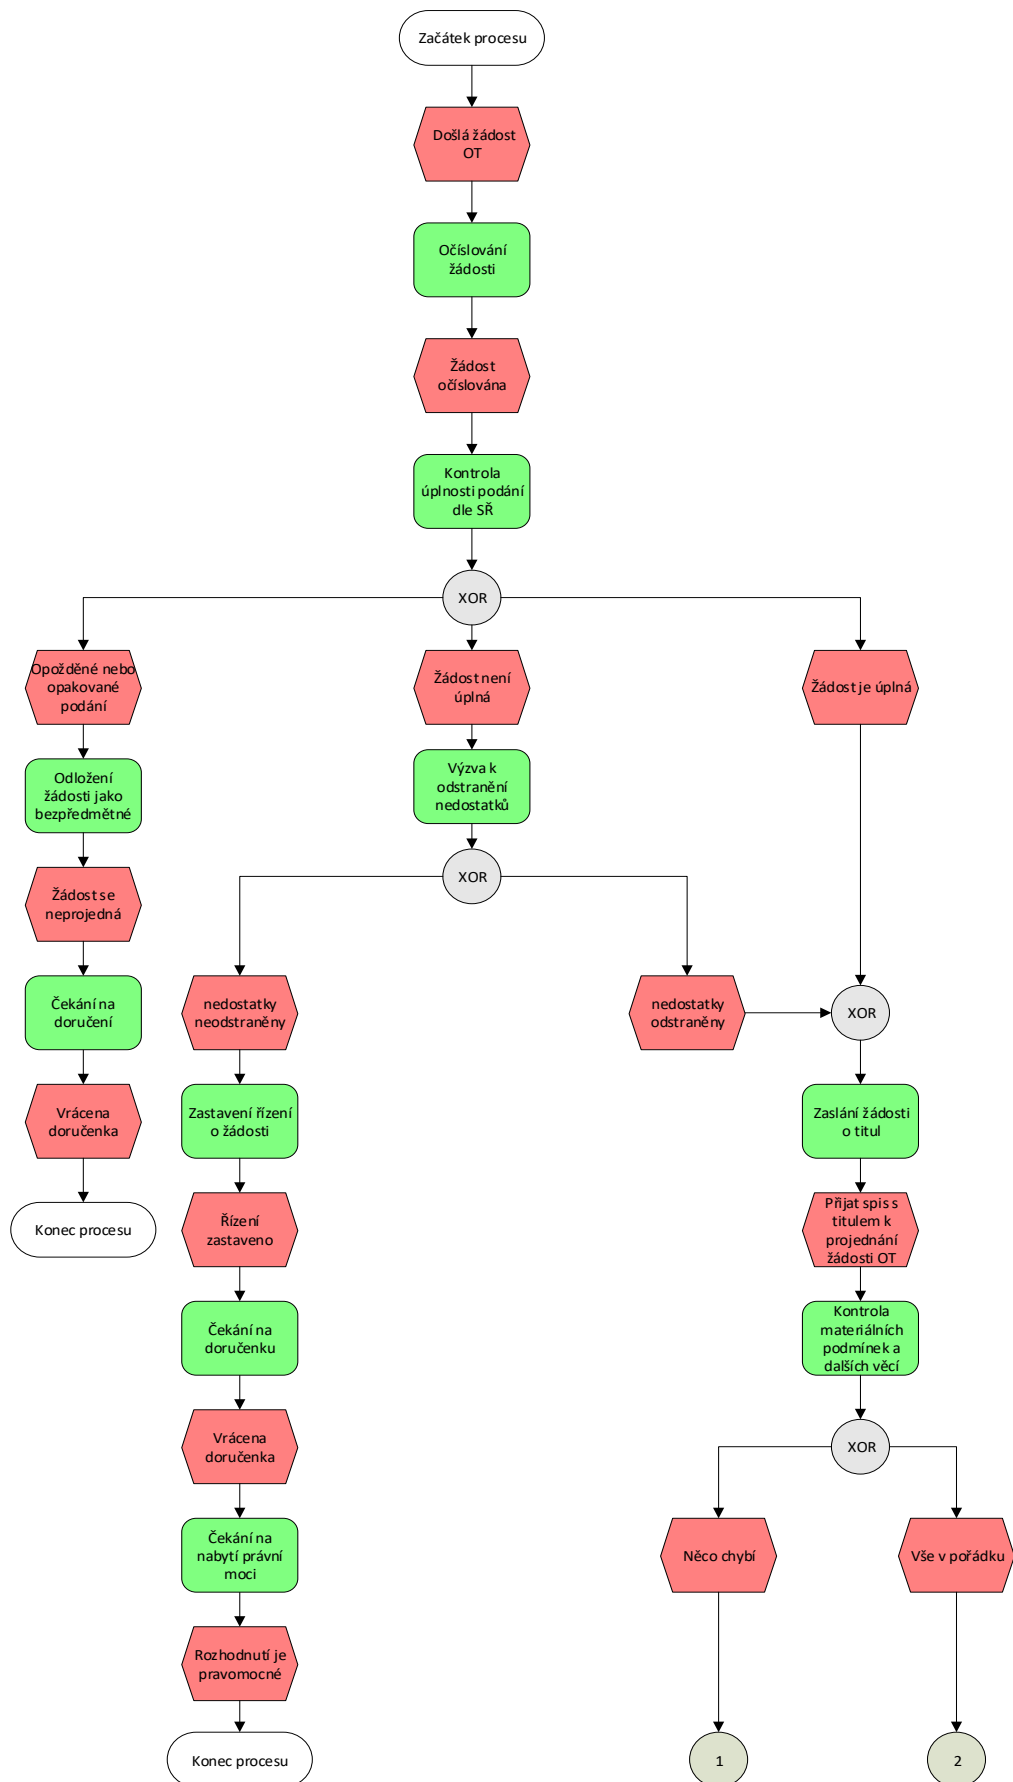 Začátek procesu
Došlá žádost
OT
Očíslování
žádosti
Žádost
očíslována
Kontrola
úplnosti podání
dle SŘ
XOR
Opožděné nebo
opakované
podání
Žádost není
úplná
Žádost je úplná
Odložení
žádosti jako
bezpředmětné
Výzva k
odstranění
nedostatků
XOR
Žádost se
neprojedná
Čekání na
doručení
nedostatky
neodstraněny
nedostatky
odstraněny
XOR
Vrácena
doručenka
Zastavení řízení
o žádosti
Zaslání žádosti
o titul
Konec procesu
Řízení
zastaveno
Přijat spis s
titulem k
projednání
žádosti OT
Čekání na
doručenku
Kontrola
materiálních
podmínek a
dalších věcí
Vrácena
doručenka
XOR
Čekání na
nabytí právní
moci
Něco chybí
Vše v pořádku
Rozhodnutí je
pravomocné
Konec procesu
1
2